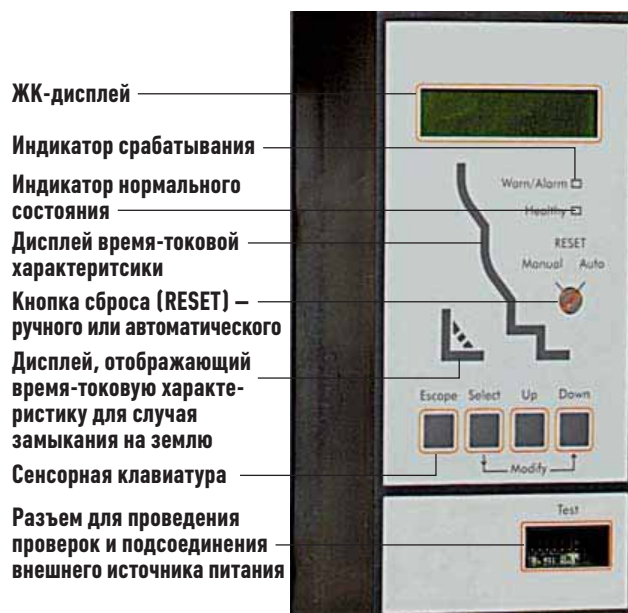 ЖК-дисплей
Индикатор срабатывания
Индикатор нормального
состояния
Дисплей время-токовой
характеритсики
Кнопка сброса (RESET) –
ручного или автоматического
Дисплей, отображающий
время-токовую характе-
ристику для случая
замыкания на землю
Сенсорная клавиатура
Разъем для проведения
проверок и подсоединения
внешнего источника питания
Warn/Alarm
Healthy
RESET
Manual Auto
Escape Select Up Down
Modify
Test